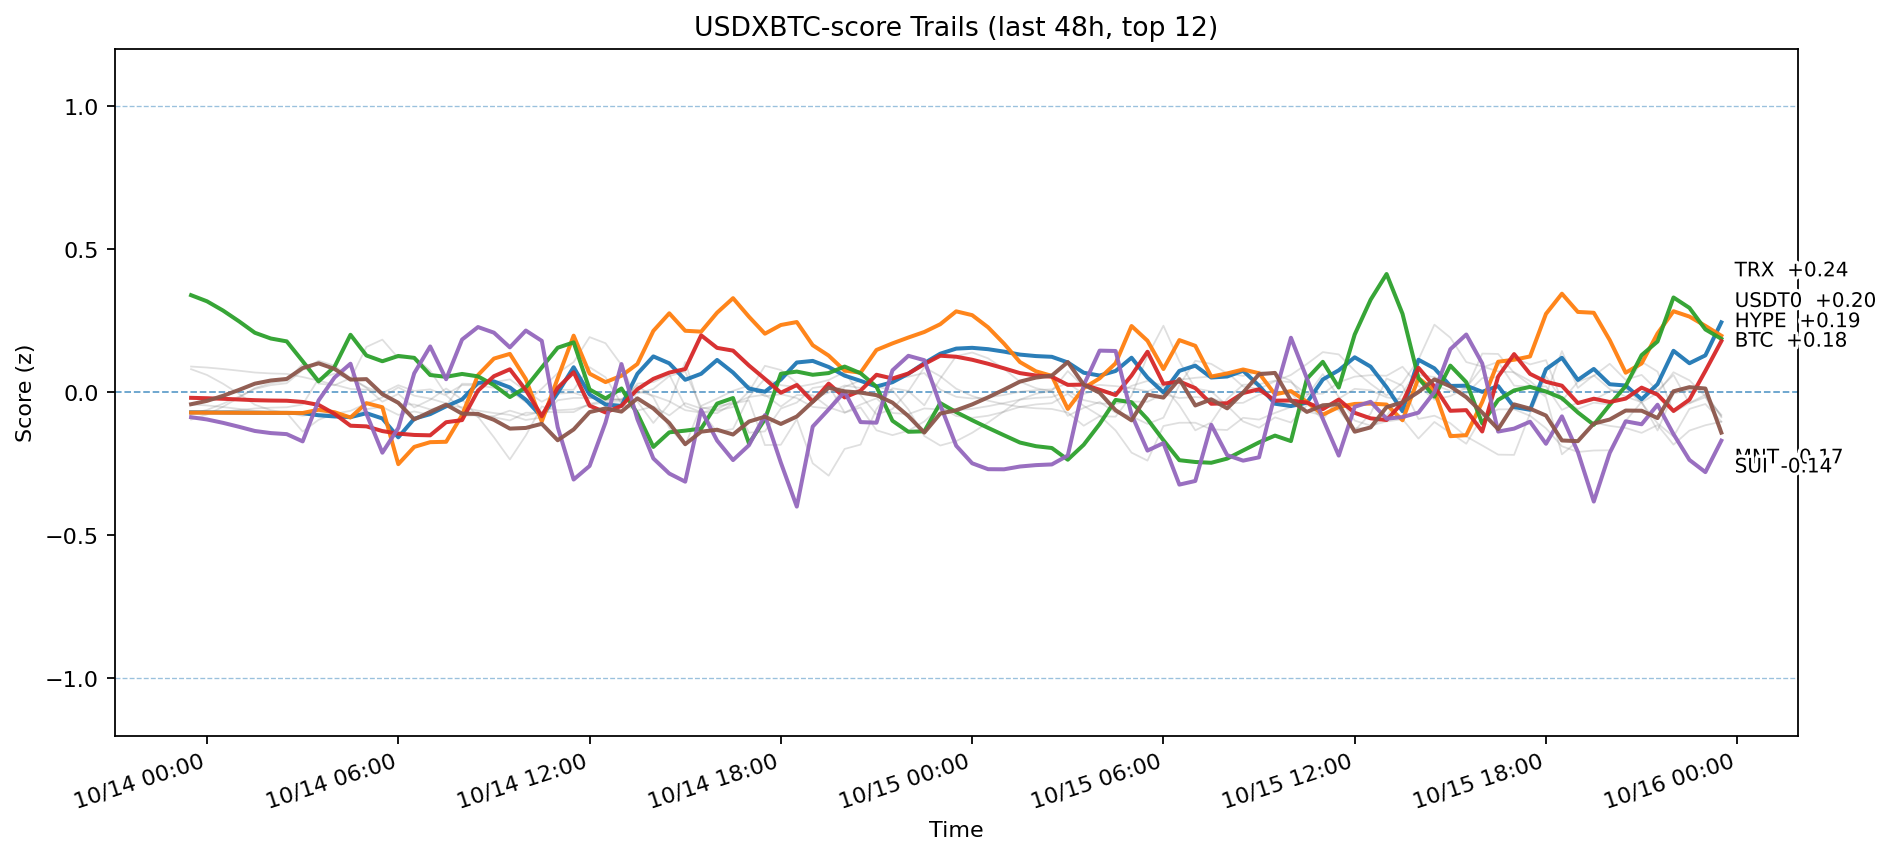 USDXBTC-score Trails (last 48h, top 12)
Score (z)
1.0
0.5
0.0
−0.5
−1.0
TRX +0.24
USDT0 +0.20
HYPE +0.19
BTC +0.18
MNT -0.17
SUI -0.14
10/14 00:00
10/14 06:00
10/14 12:00
10/14 18:00
10/15 00:00
10/15 06:00
10/15 12:00
10/15 18:00
10/16 00:00
Time